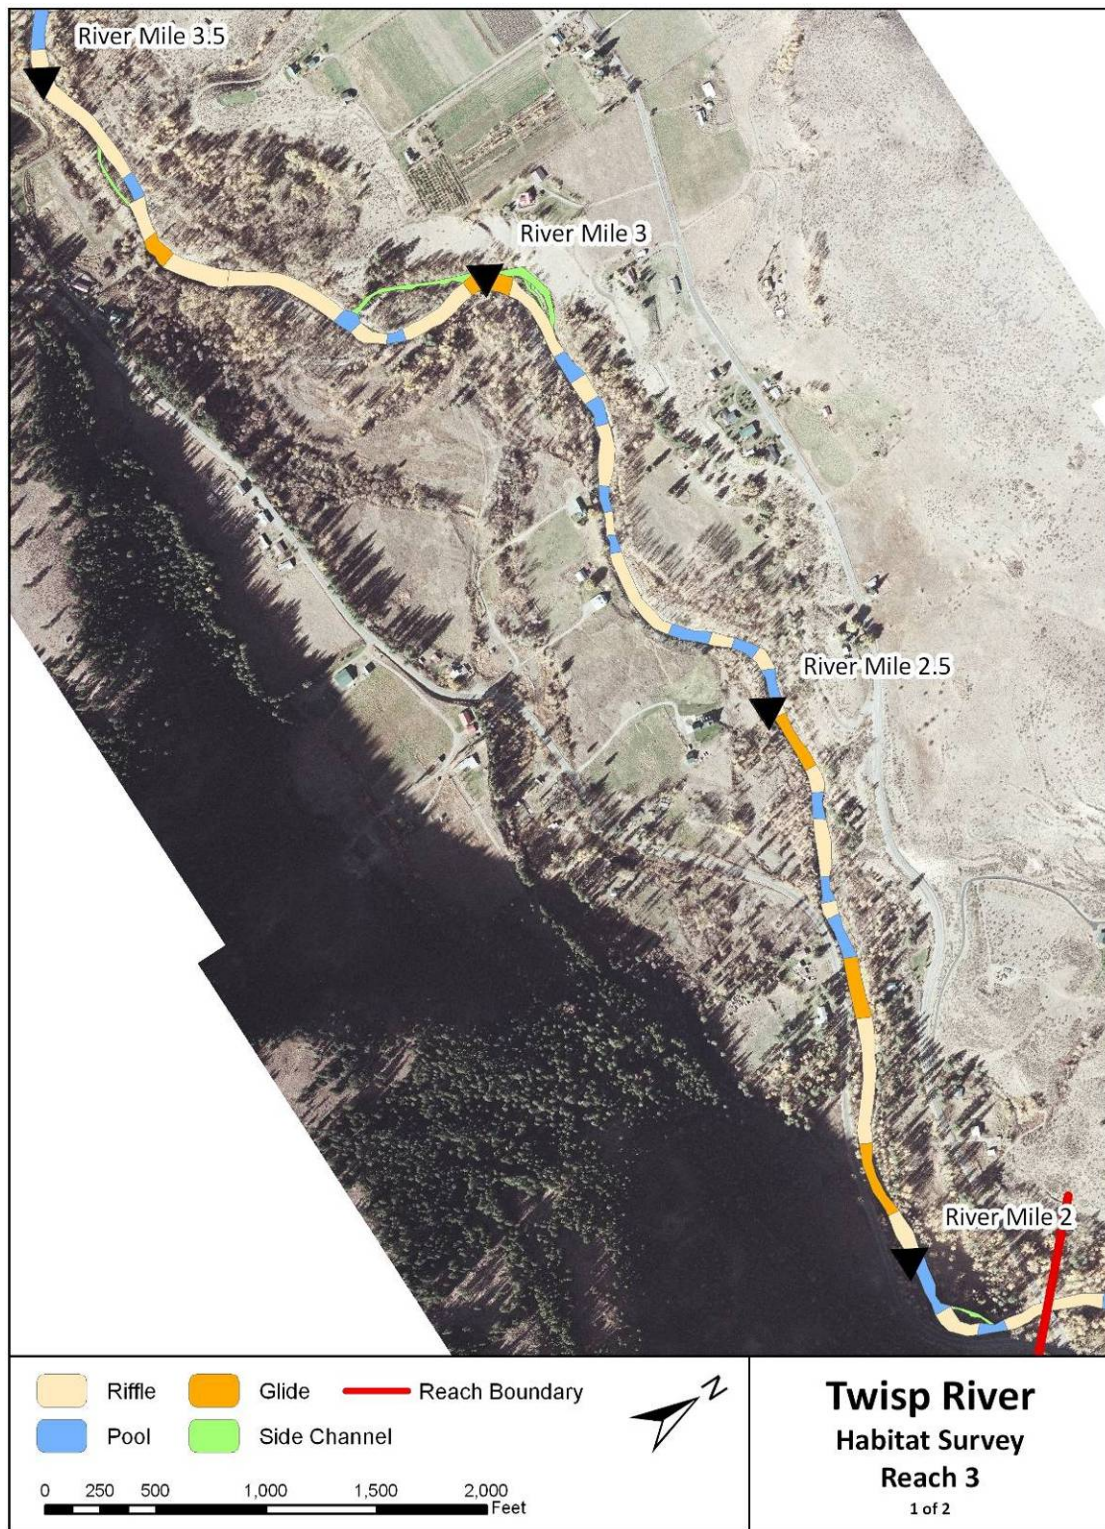 River Mile 3.5
River Mile 3
River Mile 2.5
River Mile 2
Riffle
Glide
Reach Boundary
Pool
Side Channel
N
0 250 500 1,000 1,500 2,000
Feet
Twisp River
Habitat Survey
Reach 3
1 of 2